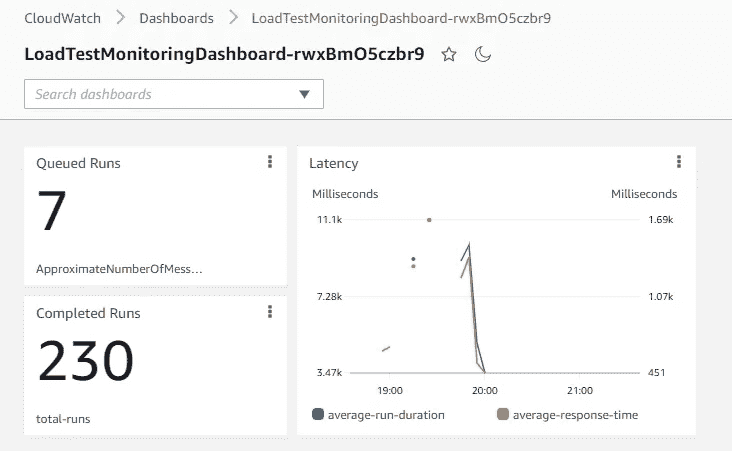 CloudWatch > Dashboards > LoadTestMonitoringDashboard-rwxBmO5czbr9
LoadTestMonitoringDashboard-rwxBmO5czbr9
Search dashboards
Queued Runs
7
ApproximateNumberOfMess...
Completed Runs
230
total-runs
Latency
Milliseconds Milliseconds
11.1k 1.69k
7.28k 1.07k
3.47k 451
19:00 20:00 21:00
average-run-duration average-response-time